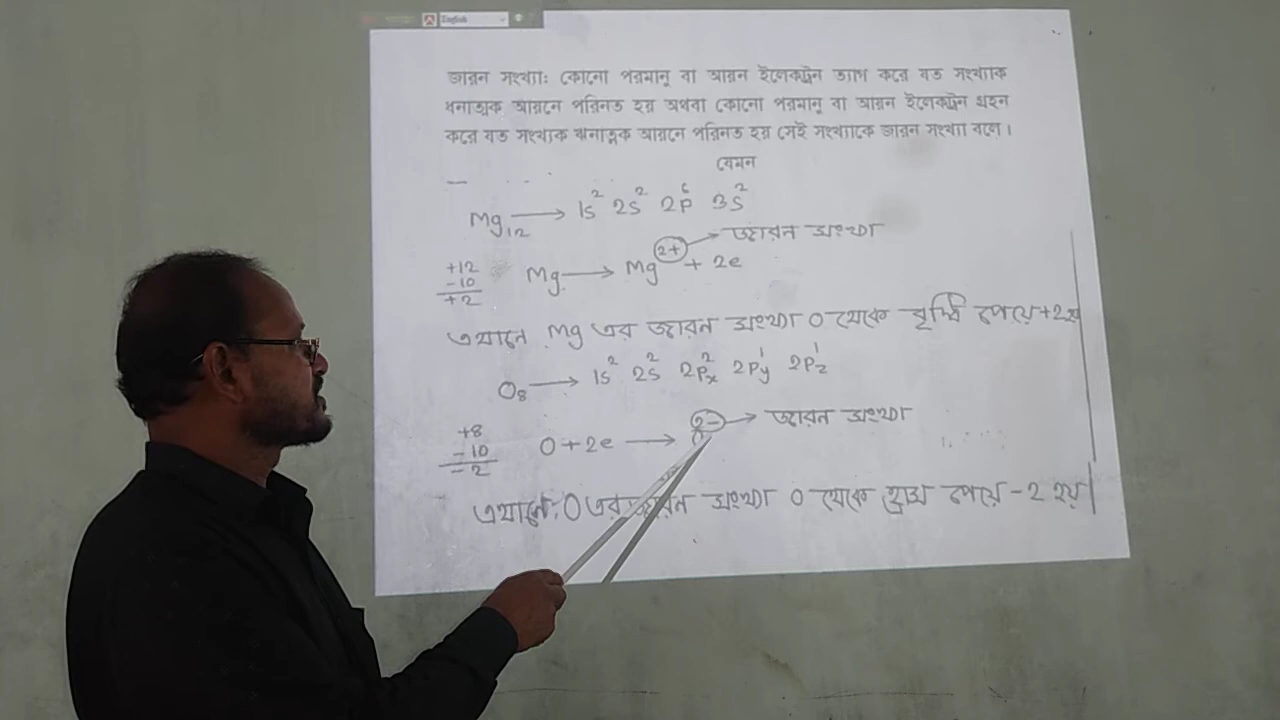 English
জারন সংখ্যা: কোনো পরমানু বা আয়ন ইলেকট্রন ত্যাগ করে যত সংখ্যক
ধনাত্মক আয়নে পরিনত হয় অথবা কোনো পরমানু বা আয়ন ইলেকট্রন গ্রহন
করে যত সংখ্যক ঋনাত্নক আয়নে পরিনত হয় সেই সংখ্যাকে জারন সংখ্যা বলে।
যেমন
Mg₁₂ → 1s² 2s² 2p⁶ 3s²
+12
-10
+2
Mg → Mg²⁺ + 2e → জারন সংখ্যা
এখানে Mg এর জারন সংখ্যা 0 থেকে বৃদ্ধি পেয়ে +2 হয়
O₈ → 1s² 2s² 2px² 2py¹ 2pz¹
+8
-10
-2
O + 2e → 2- → জারন সংখ্যা
এখানে O এর জারন সংখ্যা 0 থেকে হ্রাস পেয়ে -2 হয়